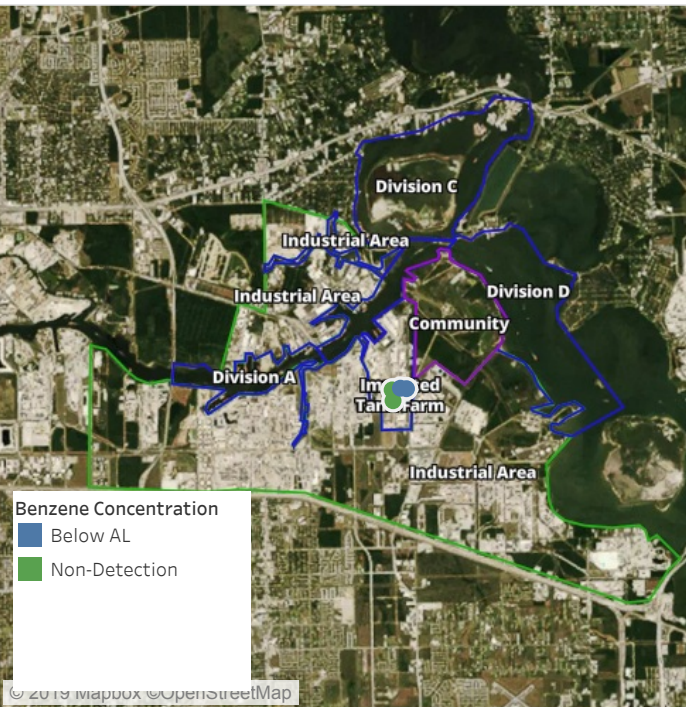 Division C
Industrial Area
Industrial Area
Division D
Community
Division A
Farm
Industrial Area
Benzene Concentration
Below AL
Non-Detection
© 2019 Mapbox ©OpenStreetMap